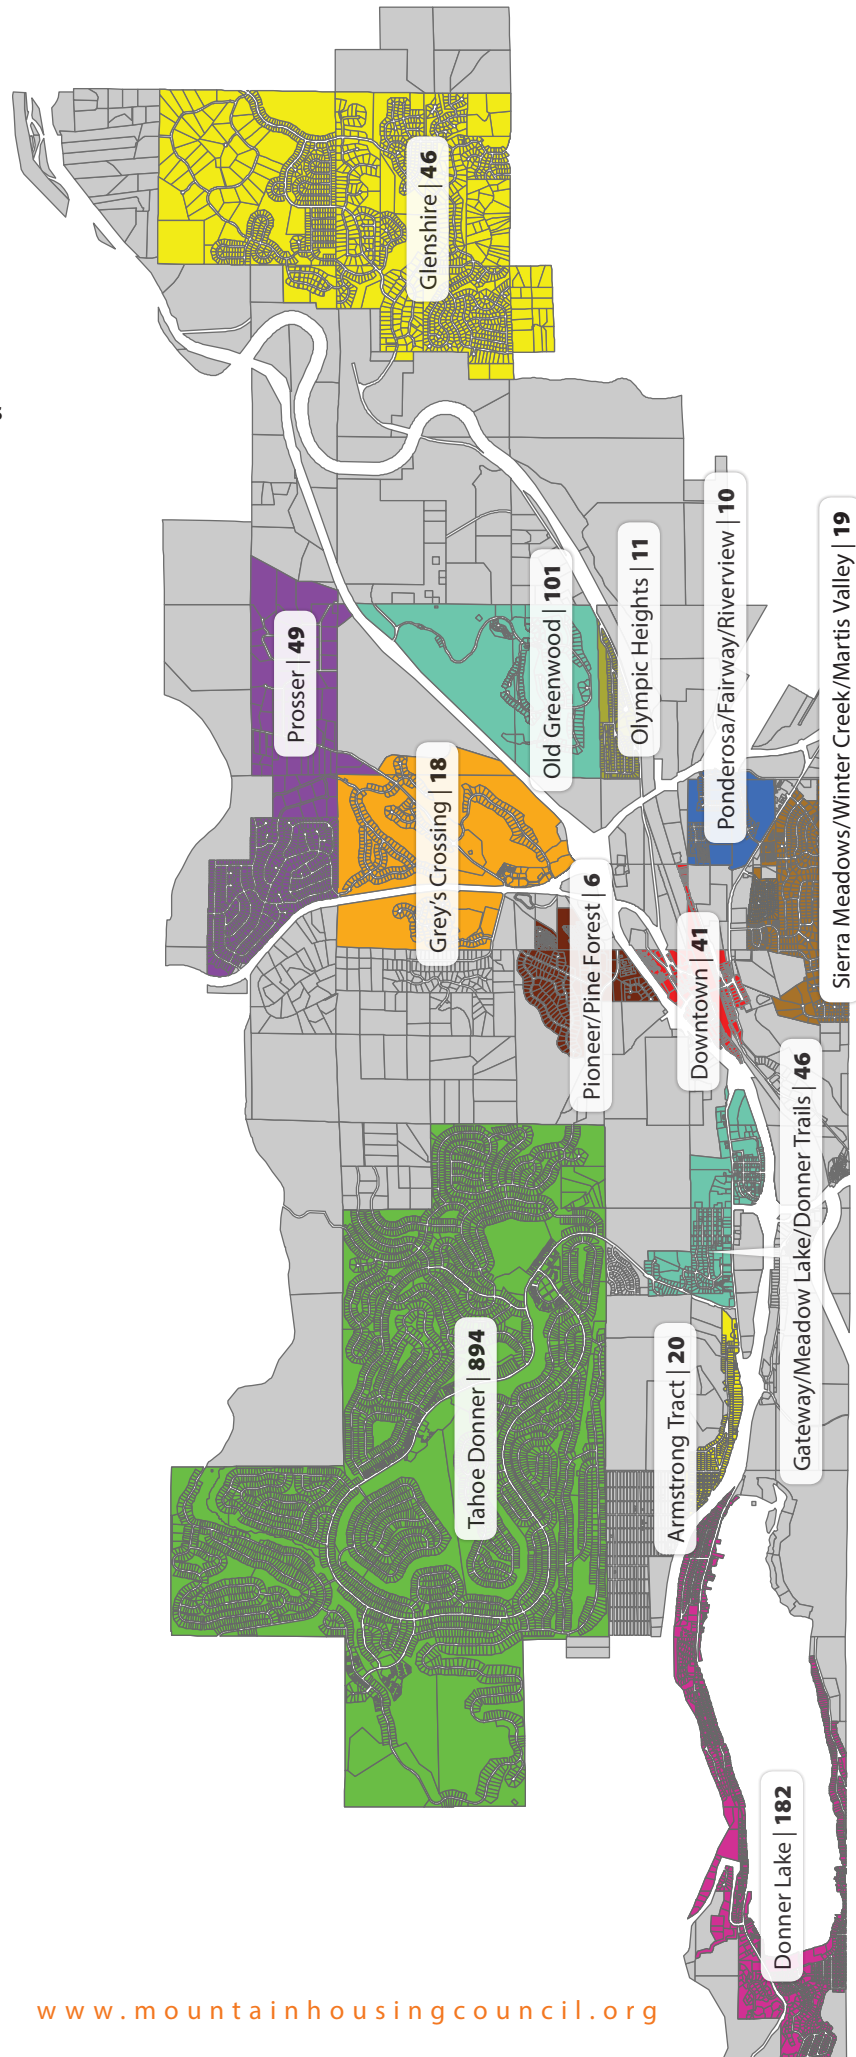 Glenshire | 46
Prosser | 49
Old Greenwood | 101
Olympic Heights | 11
Ponderosa/Fairway/Riverview | 10
Sierra Meadows/Winter Creek/Martis Valley | 19
Grey's Crossing | 18
Pioneer/Pine Forest | 6
Downtown | 41
Gateway/Meadow Lake/Donner Trails | 46
Tahoe Donner | 894
Armstrong Tract | 20
Donner Lake | 182
www.mountainhousingcouncil.org